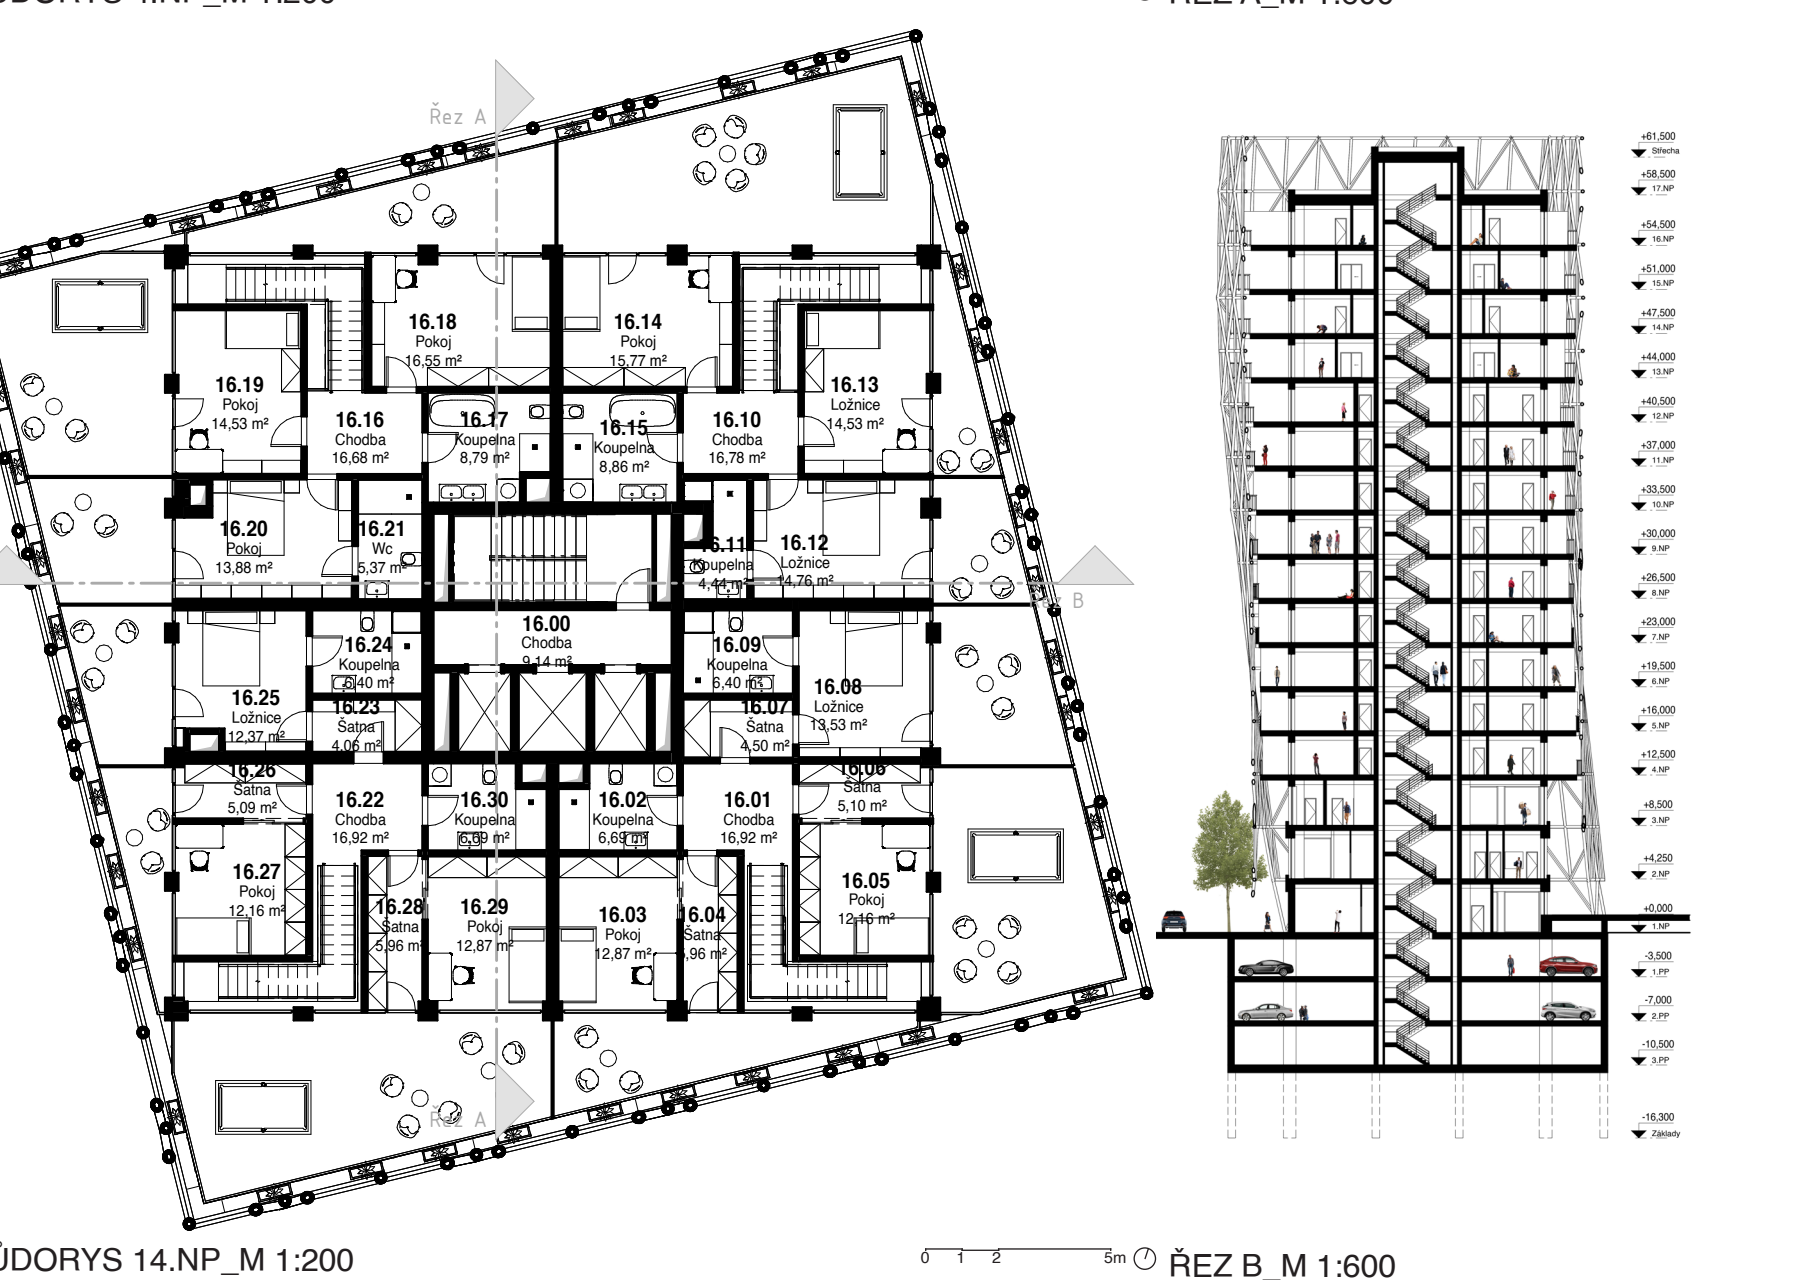 ŮDORYS 4.NP_M 1:200
ŘEZ A_M 1:600
Řez A
16.18
Pokoj
16,55 m²
16.14
Pokoj
15,77 m²
16.19
Pokoj
14,53 m²
16.16
Chodba
16,68 m²
16.17
Koupelna
8,79 m²
16.15
Koupelna
8,86 m²
16.10
Chodba
16,78 m²
16.13
Ložnice
14,53 m²
16.20
Pokoj
13,88 m²
16.21
Wc
5,37 m²
16.11
Koupelna
4,44 m²
16.12
Ložnice
14,76 m²
Řez B
16.00
Chodba
9,14 m²
16.24
Koupelna
6,40 m²
16.09
Koupelna
6,40 m²
16.25
Ložnice
12,37 m²
16.23
Šatna
4,06 m²
16.07
Šatna
4,50 m²
16.08
Ložnice
13,53 m²
16.26
Šatna
5,09 m²
16.22
Chodba
16,92 m²
16.30
Koupelna
6,69 m²
16.02
Koupelna
6,69 m²
16.01
Chodba
16,92 m²
16.06
Šatna
5,10 m²
16.27
Pokoj
12,16 m²
16.28
Šatna
5,96 m²
16.29
Pokoj
12,87 m²
16.03
Pokoj
12,87 m²
16.04
Šatna
5,96 m²
16.05
Pokoj
12,16 m²
Řez A
+61,500
Střecha
+58,500
17.NP
+54,500
16.NP
+51,000
15.NP
+47,500
14.NP
+44,000
13.NP
+40,500
12.NP
+37,000
11.NP
+33,500
10.NP
+30,000
9.NP
+26,500
8.NP
+23,000
7.NP
+19,500
6.NP
+16,000
5.NP
+12,500
4.NP
+8,500
3.NP
+4,250
2.NP
+0,000
1.NP
-3,500
1.PP
-7,000
2.PP
-10,500
3.PP
-16,300
Základy
ŮDORYS 14.NP_M 1:200
0 1 2 5m
ŘEZ B_M 1:600